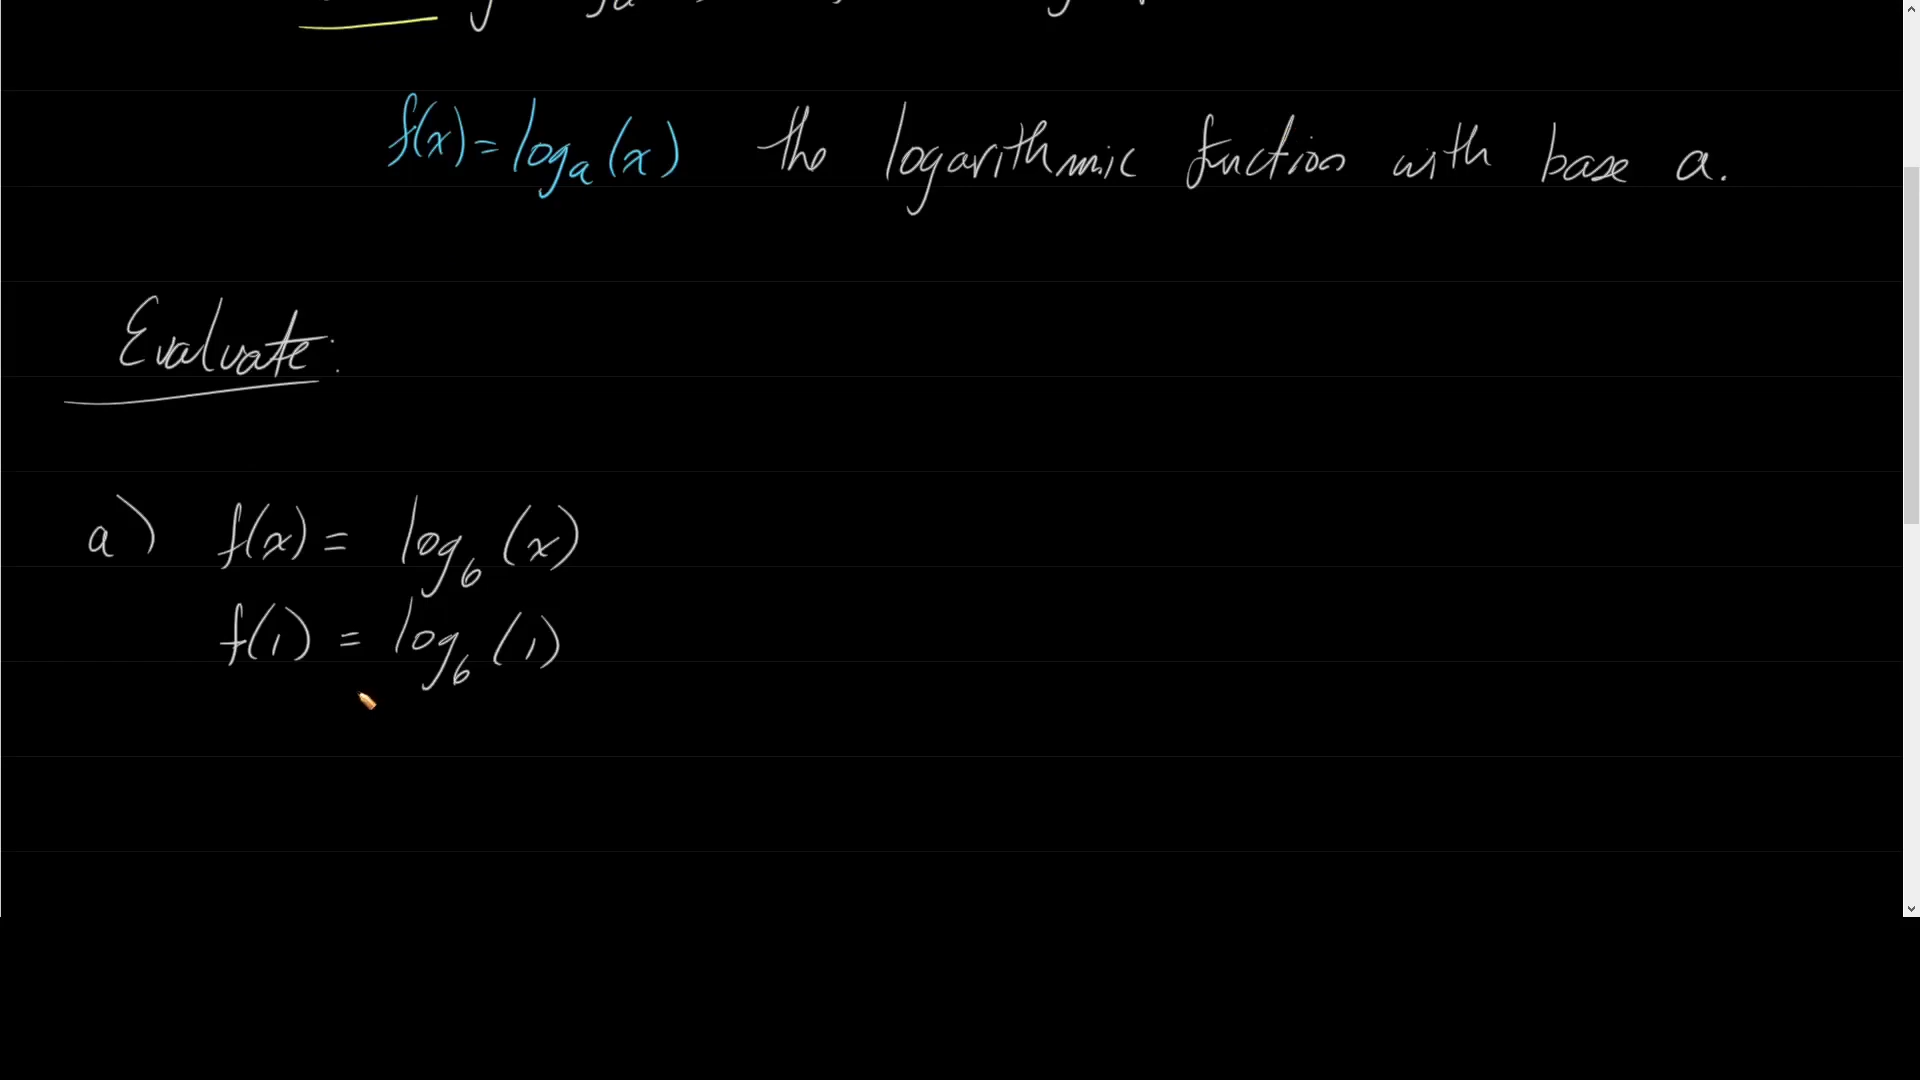 f(x) = logₐ(x) the logarithmic function with base a.
Evaluate:
a) f(x) = log₆(x)
f(1) = log₆(1)